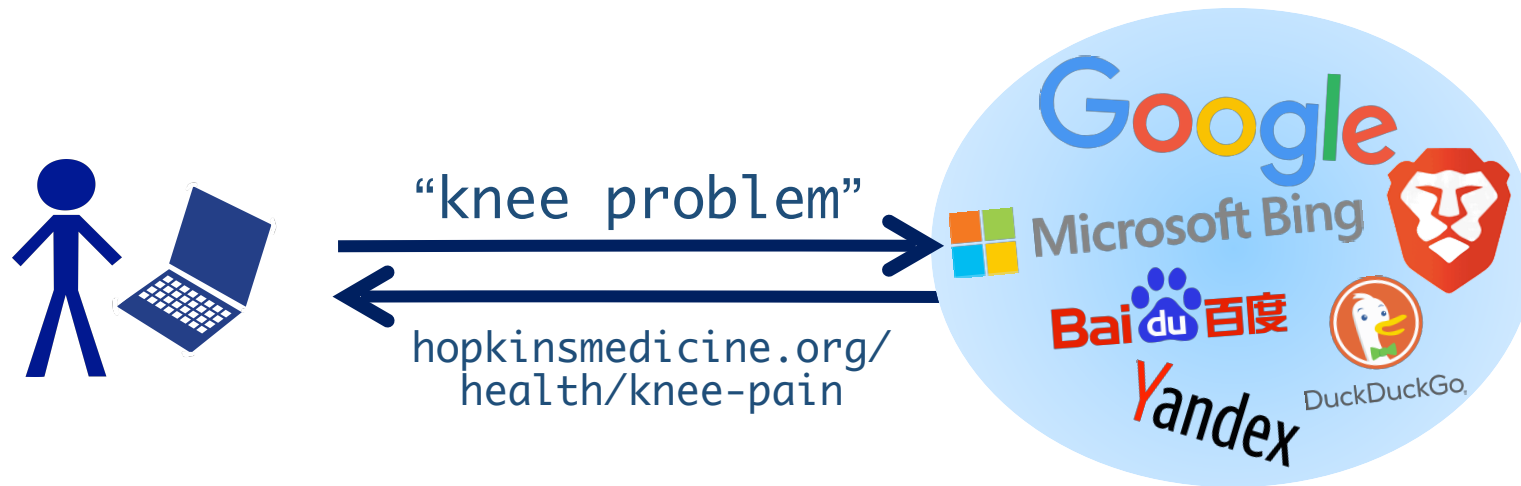 “knee problem”
hopkinsmedicine.org/
health/knee-pain
Google
Microsoft Bing
Bai du 百度
DuckDuckGo
Yandex